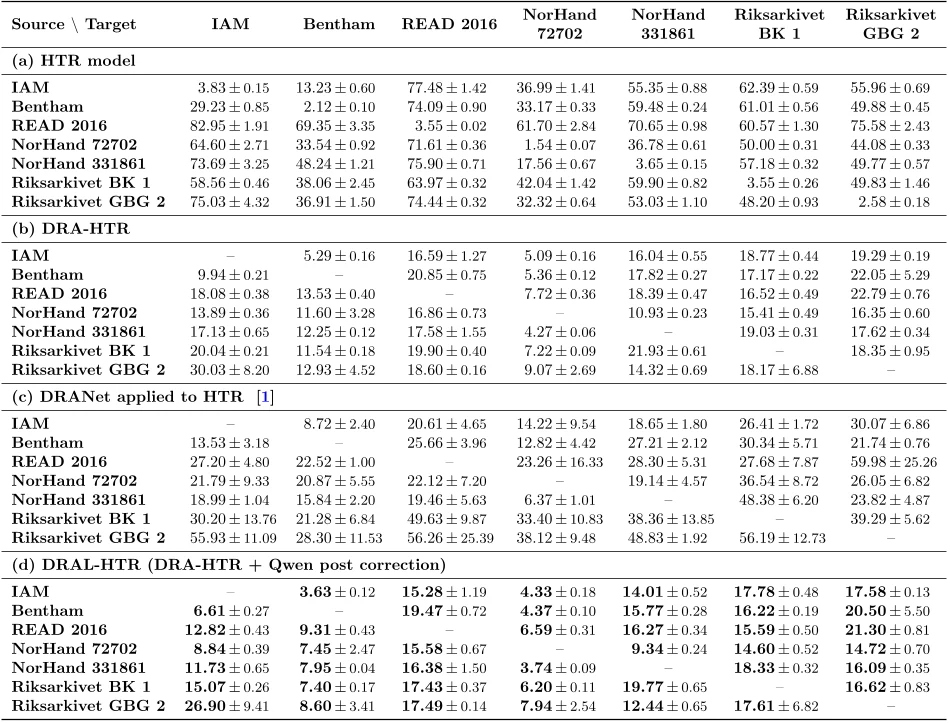 Source \ Target IAM Bentham READ 2016 NorHand 72702 NorHand 331861 Riksarkivet BK 1 Riksarkivet GBG 2
(a) HTR model
IAM 3.83 ± 0.15 13.23 ± 0.60 77.48 ± 1.42 36.99 ± 1.41 55.35 ± 0.88 62.39 ± 0.59 55.96 ± 0.69
Bentham 29.23 ± 0.85 2.12 ± 0.10 74.09 ± 0.90 33.17 ± 0.33 59.48 ± 0.24 61.01 ± 0.56 49.88 ± 0.45
READ 2016 82.95 ± 1.91 69.35 ± 3.35 3.55 ± 0.02 61.70 ± 2.84 70.65 ± 0.98 60.57 ± 1.30 75.58 ± 2.43
NorHand 72702 64.60 ± 2.71 33.54 ± 0.92 71.61 ± 0.36 1.54 ± 0.07 36.78 ± 0.61 50.00 ± 0.31 44.08 ± 0.33
NorHand 331861 73.69 ± 3.25 48.24 ± 1.21 75.90 ± 0.71 17.56 ± 0.67 3.65 ± 0.15 57.18 ± 0.32 49.77 ± 0.57
Riksarkivet BK 1 58.56 ± 0.46 38.06 ± 2.45 63.97 ± 0.32 42.04 ± 1.42 59.90 ± 0.82 3.55 ± 0.26 49.83 ± 1.46
Riksarkivet GBG 2 75.03 ± 4.32 36.91 ± 1.50 74.44 ± 0.32 32.32 ± 0.64 53.03 ± 1.10 48.20 ± 0.93 2.58 ± 0.18
(b) DRA-HTR
IAM – 5.29 ± 0.16 16.59 ± 1.27 5.09 ± 0.16 16.04 ± 0.55 18.77 ± 0.44 19.29 ± 0.19
Bentham 9.94 ± 0.21 – 20.85 ± 0.75 5.36 ± 0.12 17.82 ± 0.27 17.17 ± 0.22 22.05 ± 5.29
READ 2016 18.08 ± 0.38 13.53 ± 0.40 – 7.72 ± 0.36 18.39 ± 0.47 16.52 ± 0.49 22.79 ± 0.76
NorHand 72702 13.89 ± 0.36 11.60 ± 3.28 16.86 ± 0.73 – 10.93 ± 0.23 15.41 ± 0.49 16.35 ± 0.60
NorHand 331861 17.13 ± 0.65 12.25 ± 0.12 17.58 ± 1.55 4.27 ± 0.06 – 19.03 ± 0.31 17.62 ± 0.34
Riksarkivet BK 1 20.04 ± 0.21 11.54 ± 0.18 19.90 ± 0.40 7.22 ± 0.09 21.93 ± 0.61 – 18.35 ± 0.95
Riksarkivet GBG 2 30.03 ± 8.20 12.93 ± 4.52 18.60 ± 0.16 9.07 ± 2.69 14.32 ± 0.69 18.17 ± 6.88 –
(c) DRANet applied to HTR [1]
IAM – 8.72 ± 2.40 20.61 ± 4.65 14.22 ± 9.54 18.65 ± 1.80 26.41 ± 1.72 30.07 ± 6.86
Bentham 13.53 ± 3.18 – 25.66 ± 3.96 12.82 ± 4.42 27.21 ± 2.12 30.34 ± 5.71 21.74 ± 0.76
READ 2016 27.20 ± 4.80 22.52 ± 1.00 – 23.26 ± 16.33 28.30 ± 5.31 27.68 ± 7.87 59.98 ± 25.26
NorHand 72702 21.79 ± 9.33 20.87 ± 5.55 22.12 ± 7.20 – 19.14 ± 4.57 36.54 ± 8.72 26.05 ± 6.82
NorHand 331861 18.99 ± 1.04 15.84 ± 2.20 19.46 ± 5.63 6.37 ± 1.01 – 48.38 ± 6.20 23.82 ± 4.87
Riksarkivet BK 1 30.20 ± 13.76 21.28 ± 6.84 49.63 ± 9.87 33.40 ± 10.83 38.36 ± 13.85 – 39.29 ± 5.62
Riksarkivet GBG 2 55.93 ± 11.09 28.30 ± 11.53 56.26 ± 25.39 38.12 ± 9.48 48.83 ± 1.92 56.19 ± 12.73 –
(d) DRAL-HTR (DRA-HTR + Qwen post correction)
IAM – 3.63 ± 0.12 15.28 ± 1.19 4.33 ± 0.18 14.01 ± 0.52 17.78 ± 0.48 17.58 ± 0.13
Bentham 6.61 ± 0.27 – 19.47 ± 0.72 4.37 ± 0.10 15.77 ± 0.28 16.22 ± 0.19 20.50 ± 5.50
READ 2016 12.82 ± 0.43 9.31 ± 0.43 – 6.59 ± 0.31 16.27 ± 0.34 15.59 ± 0.50 21.30 ± 0.81
NorHand 72702 8.84 ± 0.39 7.45 ± 2.47 15.58 ± 0.67 – 9.34 ± 0.24 14.60 ± 0.52 14.72 ± 0.70
NorHand 331861 11.73 ± 0.65 7.95 ± 0.04 16.38 ± 1.50 3.74 ± 0.09 – 18.33 ± 0.32 16.09 ± 0.35
Riksarkivet BK 1 15.07 ± 0.26 7.40 ± 0.17 17.43 ± 0.37 6.20 ± 0.11 19.77 ± 0.65 – 16.62 ± 0.83
Riksarkivet GBG 2 26.90 ± 9.41 8.60 ± 3.41 17.49 ± 0.14 7.94 ± 2.54 12.44 ± 0.65 17.61 ± 6.82 –